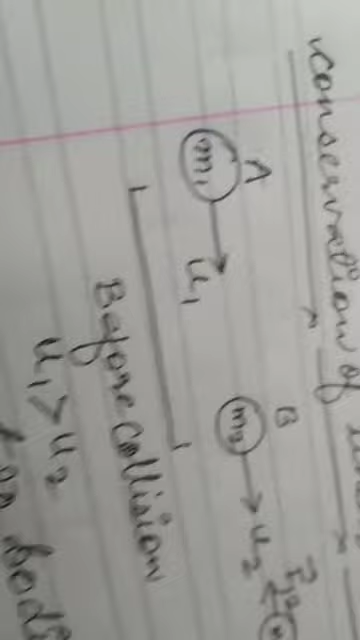 conservation of
A B
m₁ m₂
u₁ u₂
Before collision
u₁ > u₂